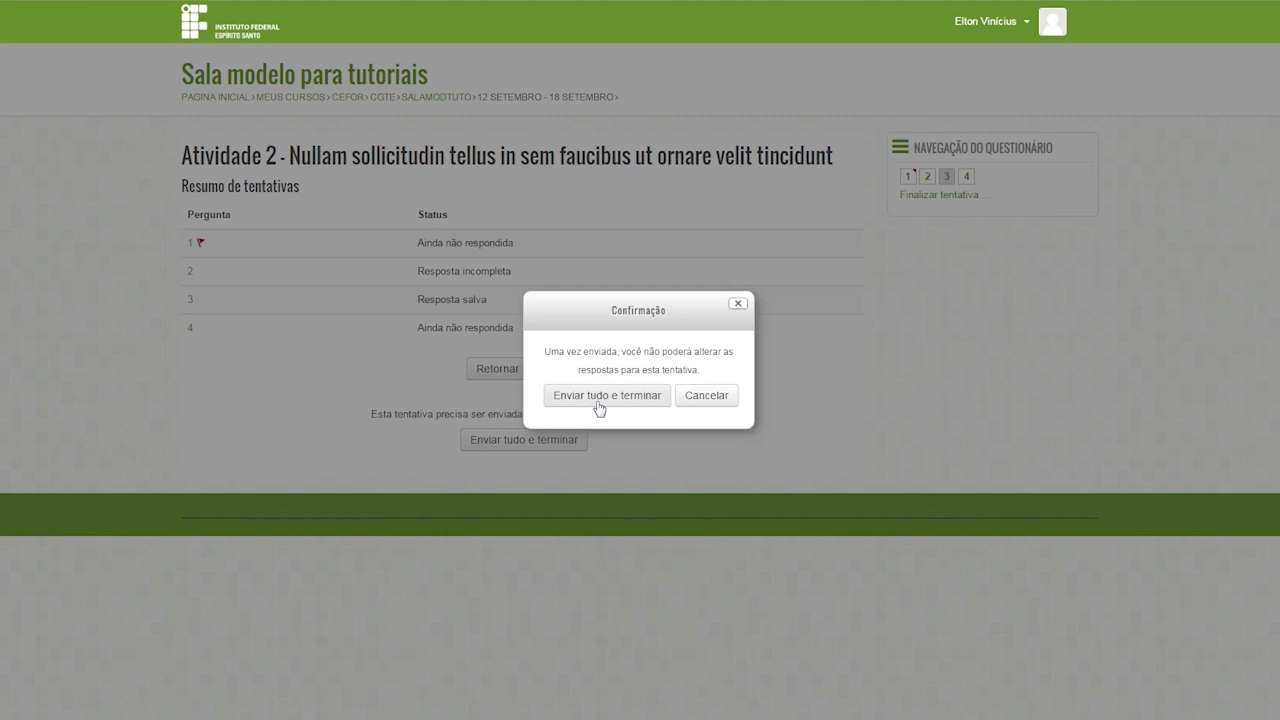 INSTITUTO FEDERAL
ESPÍRITO SANTO
Elton Vinícius
Sala modelo para tutoriais
PÁGINA INICIAL › MEUS CURSOS › CEFOR › CGTE › SALAMODTUTO › 12 SETEMBRO - 18 SETEMBRO ›
Atividade 2 - Nullam sollicitudin tellus in sem faucibus ut ornare velit tincidunt
Resumo de tentativas
Pergunta Status
1 Ainda não respondida
2 Resposta incompleta
3 Resposta salva
4 Ainda não respondida
Retornar
Esta tentativa precisa ser enviada
Enviar tudo e terminar
NAVEGAÇÃO DO QUESTIONÁRIO
1 2 3 4
Finalizar tentativa ...
Confirmação
Uma vez enviada, você não poderá alterar as
respostas para esta tentativa.
Enviar tudo e terminar Cancelar